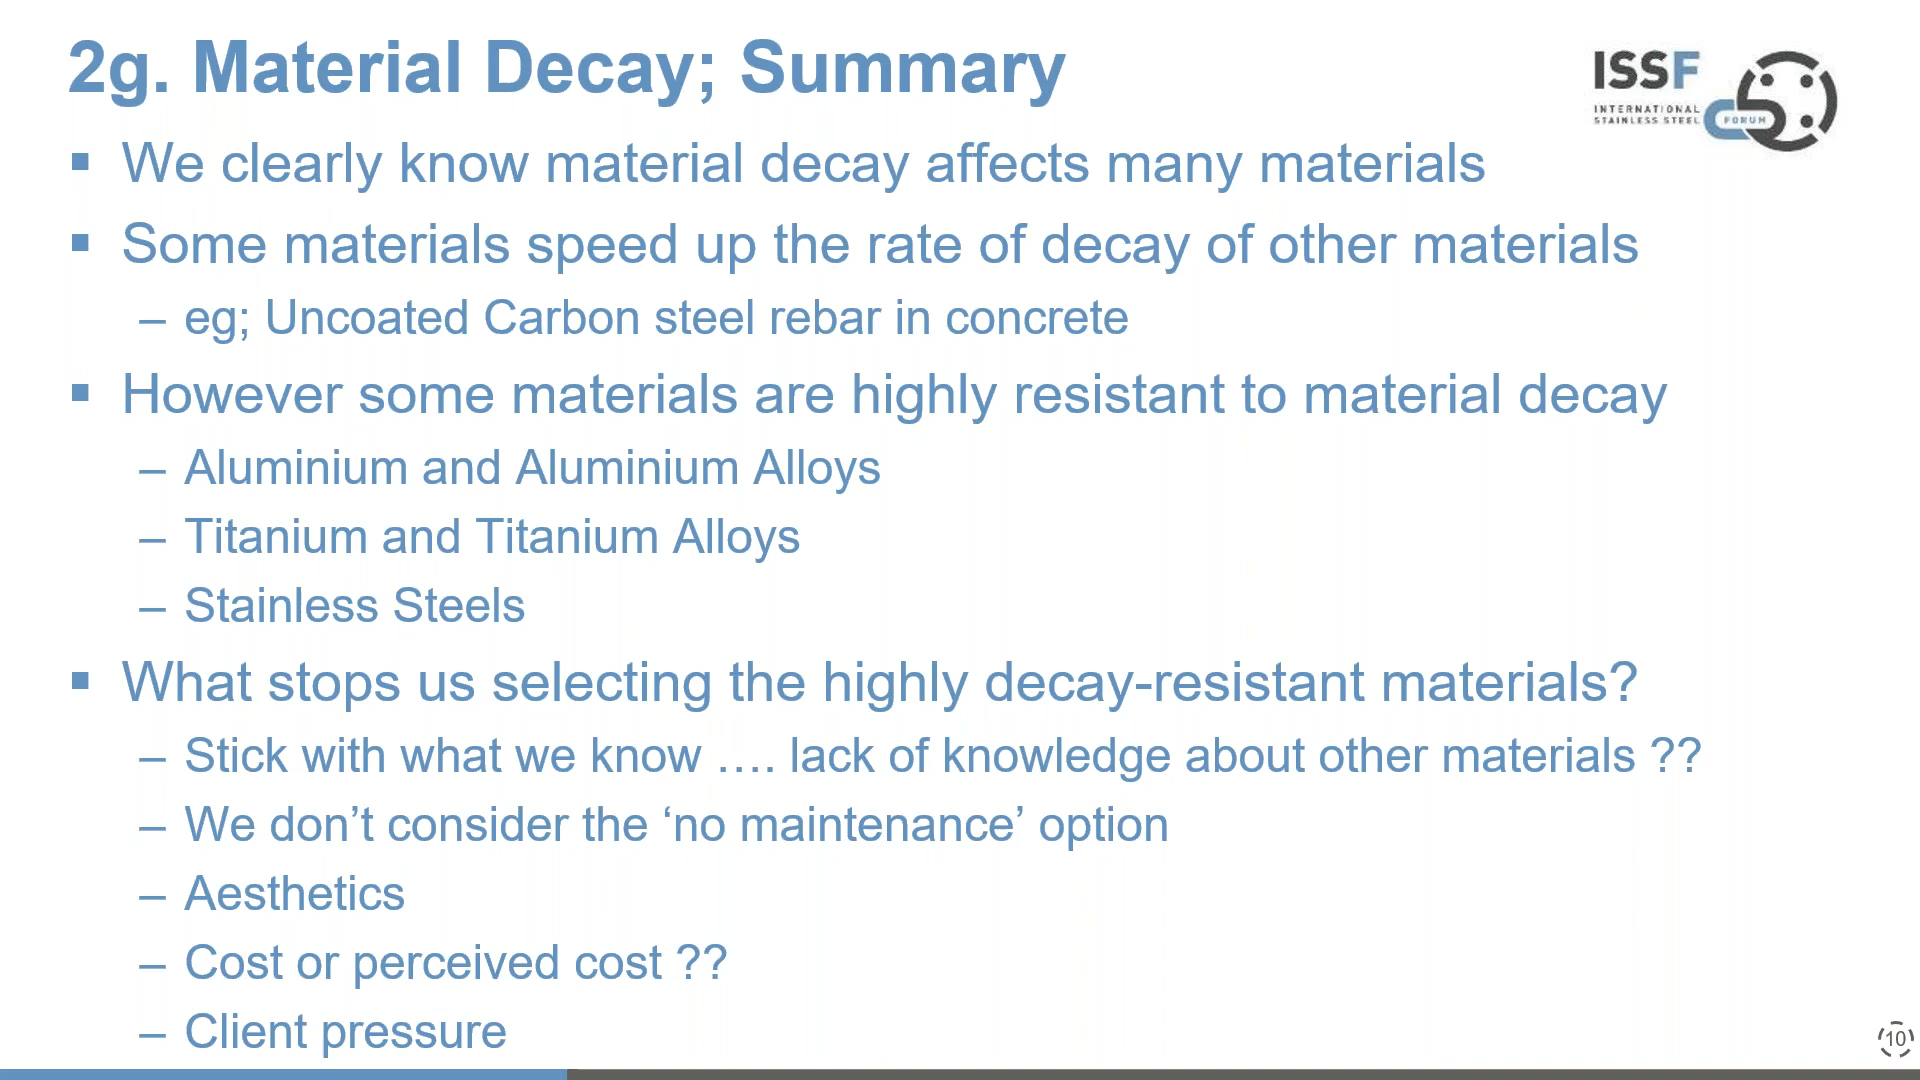 2g. Material Decay; Summary
ISSF
INTERNATIONAL
STAINLESS STEEL
FORUM
▪ We clearly know material decay affects many materials
▪ Some materials speed up the rate of decay of other materials
– eg; Uncoated Carbon steel rebar in concrete
▪ However some materials are highly resistant to material decay
– Aluminium and Aluminium Alloys
– Titanium and Titanium Alloys
– Stainless Steels
▪ What stops us selecting the highly decay-resistant materials?
– Stick with what we know …. lack of knowledge about other materials ??
– We don’t consider the ‘no maintenance’ option
– Aesthetics
– Cost or perceived cost ??
– Client pressure
10